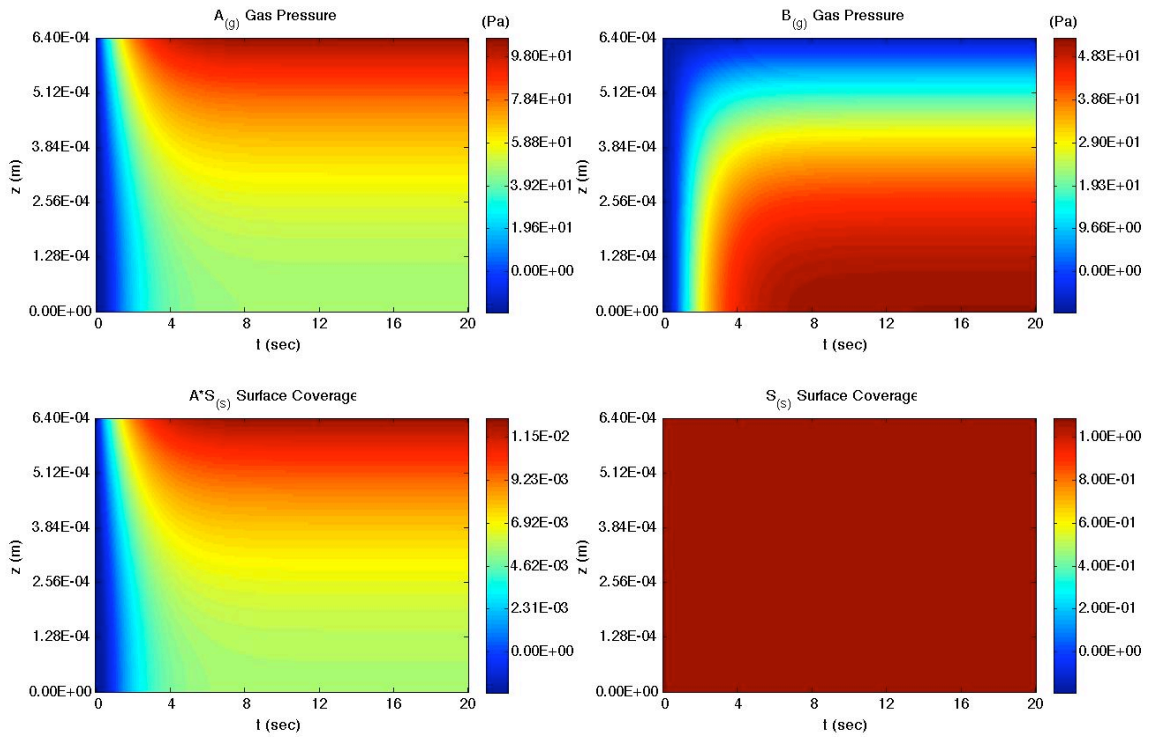 A(g) Gas Pressure
(Pa)
6.40E-04
5.12E-04
3.84E-04
2.56E-04
1.28E-04
0.00E+00
z (m)
0 4 8 12 16 20
t (sec)
9.80E+01
7.84E+01
5.88E+01
3.92E+01
1.96E+01
0.00E+00
B(g) Gas Pressure
(Pa)
6.40E-04
5.12E-04
3.84E-04
2.56E-04
1.28E-04
0.00E+00
z (m)
0 4 8 12 16 20
t (sec)
4.83E+01
3.86E+01
2.90E+01
1.93E+01
9.66E+00
0.00E+00
A*S(s) Surface Coverage
6.40E-04
5.12E-04
3.84E-04
2.56E-04
1.28E-04
0.00E+00
z (m)
0 4 8 12 16 20
t (sec)
1.15E-02
9.23E-03
6.92E-03
4.62E-03
2.31E-03
0.00E+00
S(s) Surface Coverage
6.40E-04
5.12E-04
3.84E-04
2.56E-04
1.28E-04
0.00E+00
z (m)
0 4 8 12 16 20
t (sec)
1.00E+00
8.00E-01
6.00E-01
4.00E-01
2.00E-01
0.00E+00